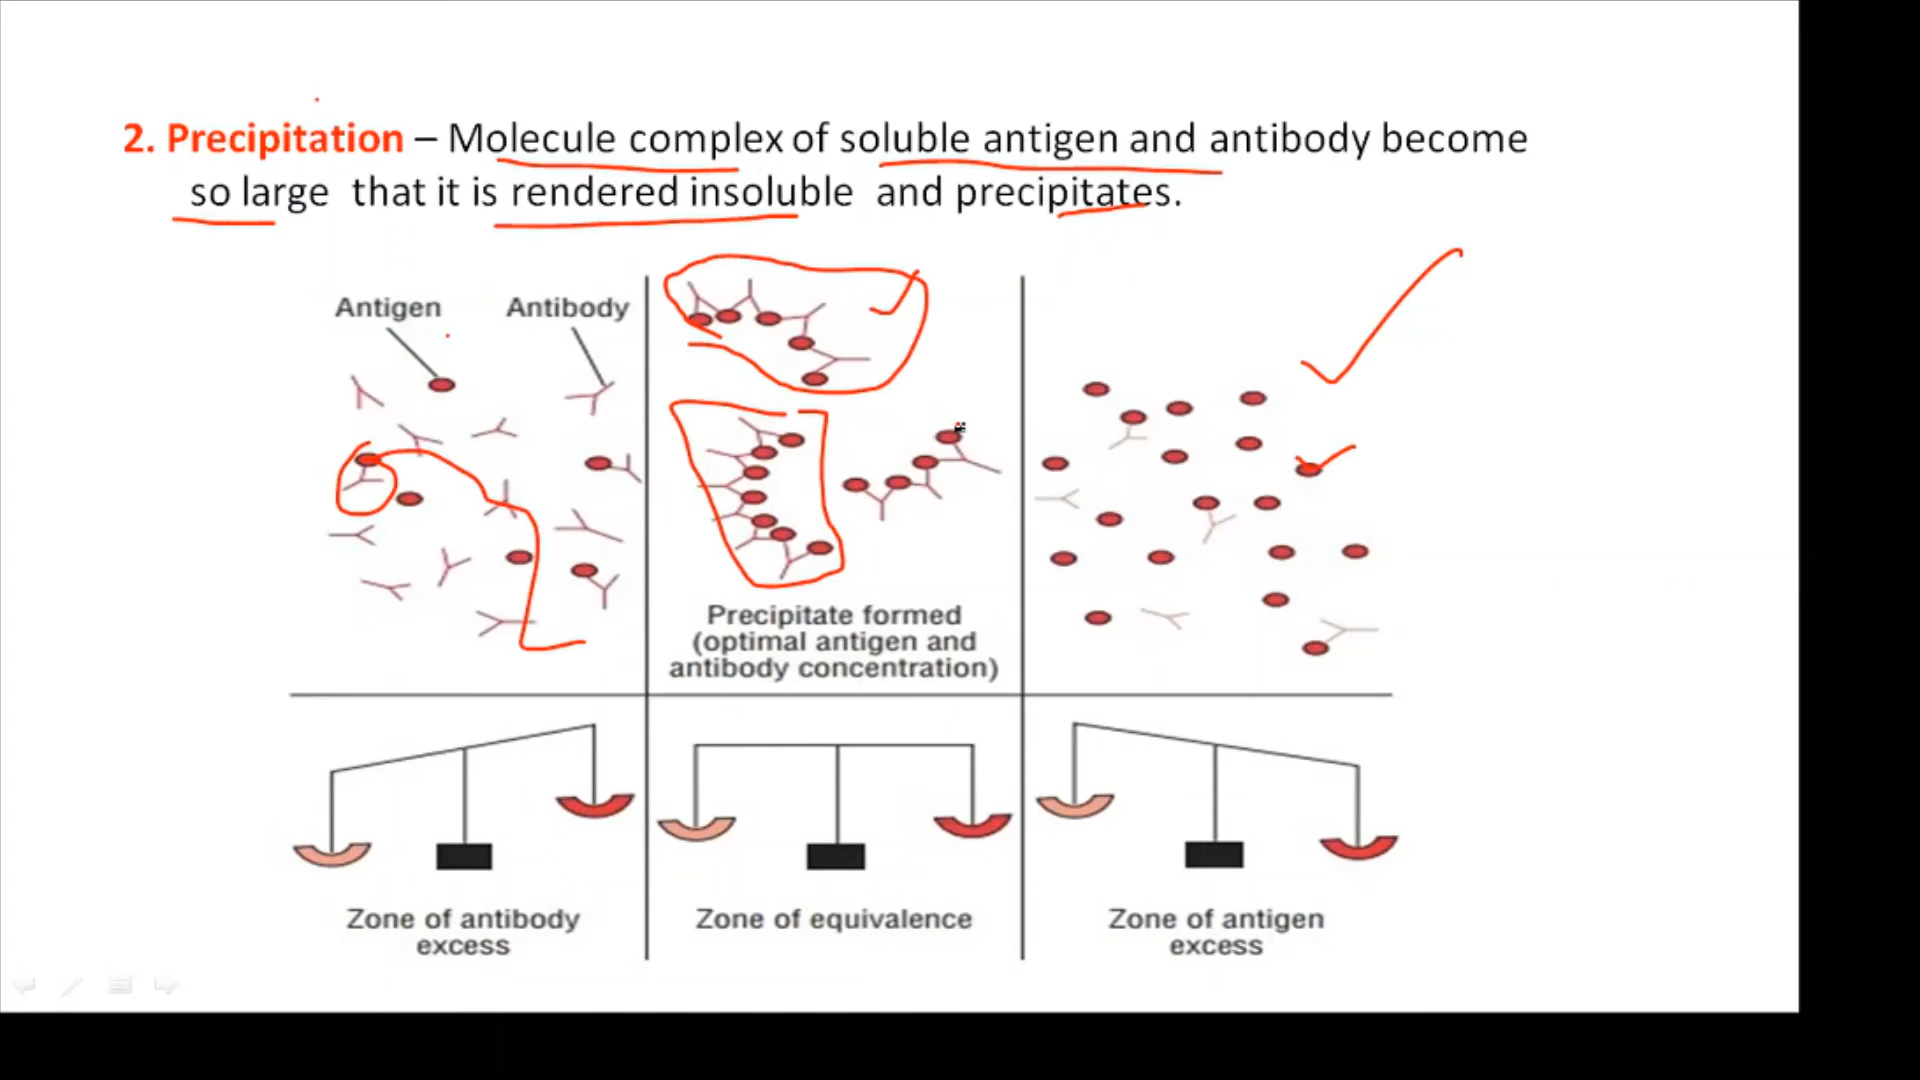 2. Precipitation – Molecule complex of soluble antigen and antibody become
so large that it is rendered insoluble and precipitates.
Antigen
Antibody
Precipitate formed
(optimal antigen and
antibody concentration)
Zone of antibody
excess
Zone of equivalence
Zone of antigen
excess